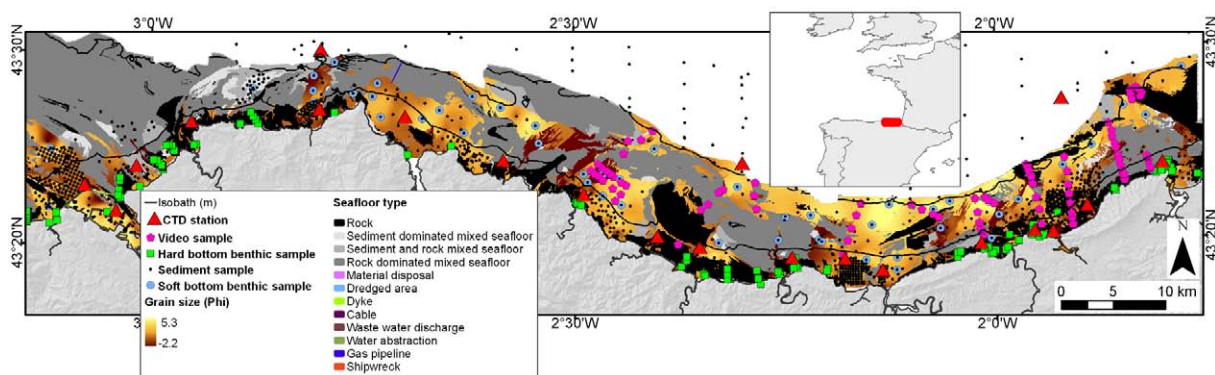 3°0'W
2°30'W
2°0'W
43°30'N
43°30'N
43°20'N
43°20'N
Isobath (m)
CTD station
Video sample
Hard bottom benthic sample
Sediment sample
Soft bottom benthic sample
Grain size (Phi)
5.3
-2.2
Seafloor type
Rock
Sediment dominated mixed seafloor
Sediment and rock mixed seafloor
Rock dominated mixed seafloor
Material disposal
Dredged area
Dyke
Cable
Waste water discharge
Water abstraction
Gas pipeline
Shipwreck
N
0
5
10 km
3°0'W
2°30'W
2°0'W